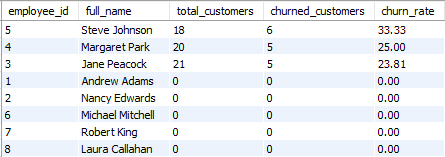 employee_id full_name total_customers churned_customers churn_rate
5 Steve Johnson 18 6 33.33
4 Margaret Park 20 5 25.00
3 Jane Peacock 21 5 23.81
1 Andrew Adams 0 0 0.00
2 Nancy Edwards 0 0 0.00
6 Michael Mitchell 0 0 0.00
7 Robert King 0 0 0.00
8 Laura Callahan 0 0 0.00